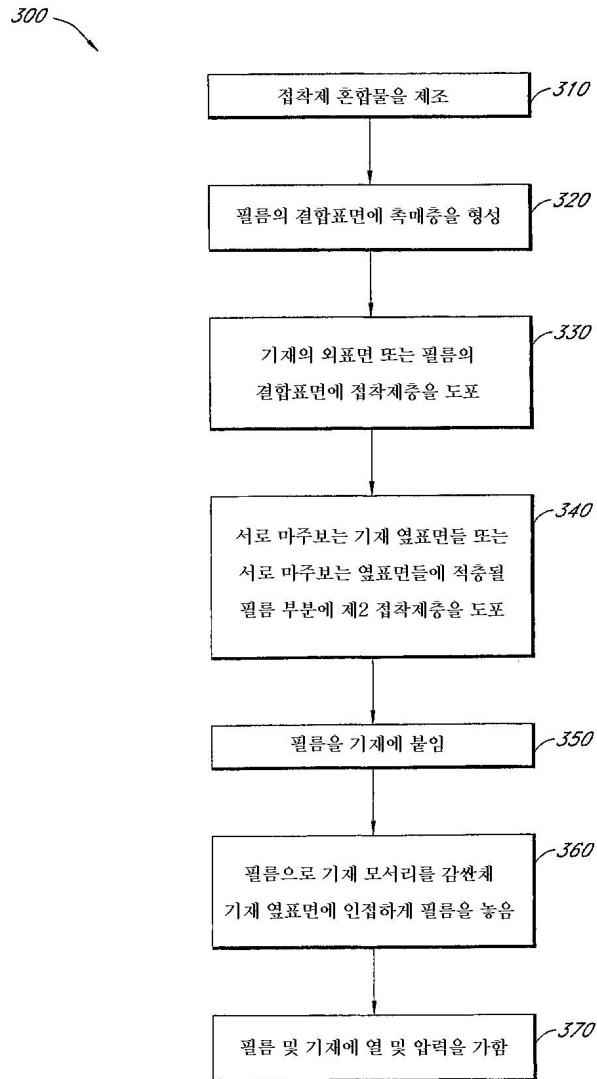 300
접착제 혼합물을 제조
310
필름의 결합표면에 촉매층을 형성
320
기재의 외표면 또는 필름의
결합표면에 접착제층을 도포
330
서로 마주보는 기재 옆표면들 또는
서로 마주보는 옆표면들에 적층될
필름 부분에 제2 접착제층을 도포
340
필름을 기재에 붙임
350
필름으로 기재 모서리를 감싼채
기재 옆표면에 인접하게 필름을 놓음
360
필름 및 기재에 열 및 압력을 가함
370